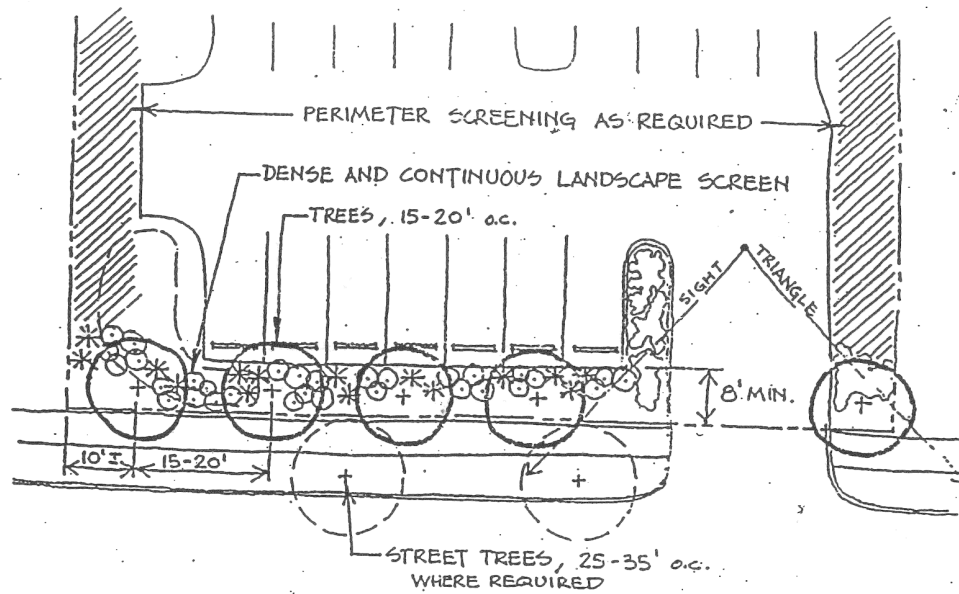 PERIMETER SCREENING AS REQUIRED
DENSE AND CONTINUOUS LANDSCAPE SCREEN
TREES, 15-20' o.c.
SIGHT
TRIANGLE
8' MIN.
10' ±
15-20'
STREET TREES, 25-35' o.c.
WHERE REQUIRED